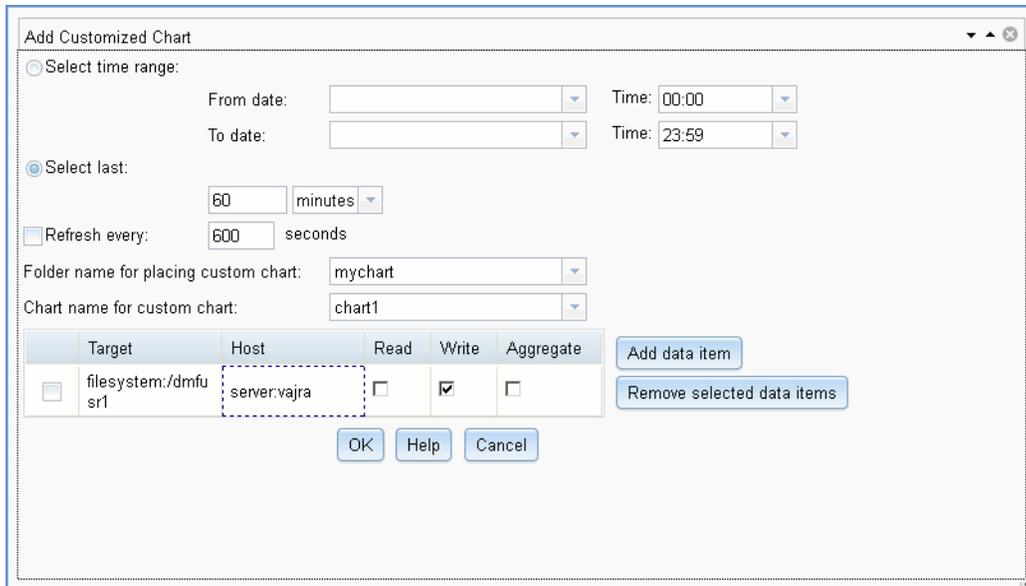 Add Customized Chart
Select time range:
From date: Time: 00:00
To date: Time: 23:59
Select last:
60 minutes
Refresh every: 600 seconds
Folder name for placing custom chart: mychart
Chart name for custom chart: chart1
Target Host Read Write Aggregate Add data item
filesystem:/dmfu
sr1 server:vajra Remove selected data items
OK Help Cancel